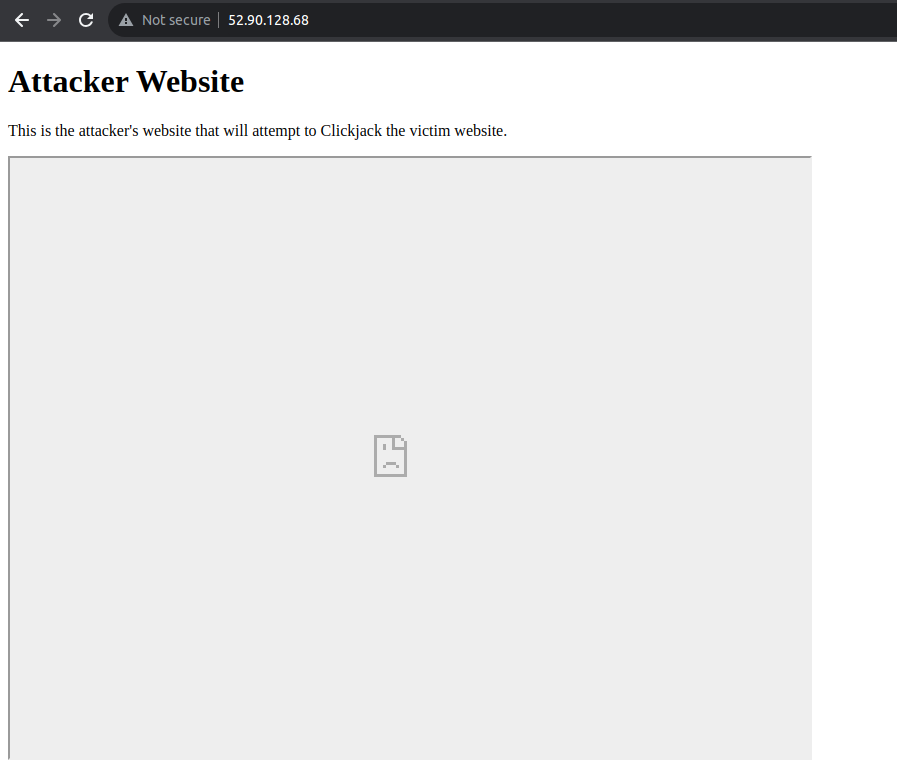 Not secure | 52.90.128.68
Attacker Website
This is the attacker's website that will attempt to Clickjack the victim website.